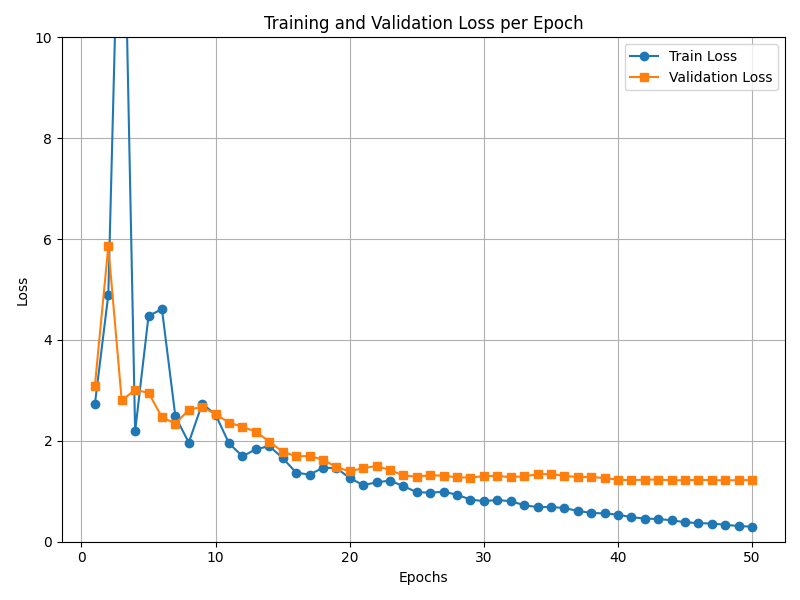 Training and Validation Loss per Epoch
Train Loss
Validation Loss
10
8
6
4
2
0
Loss
0 10 20 30 40 50
Epochs